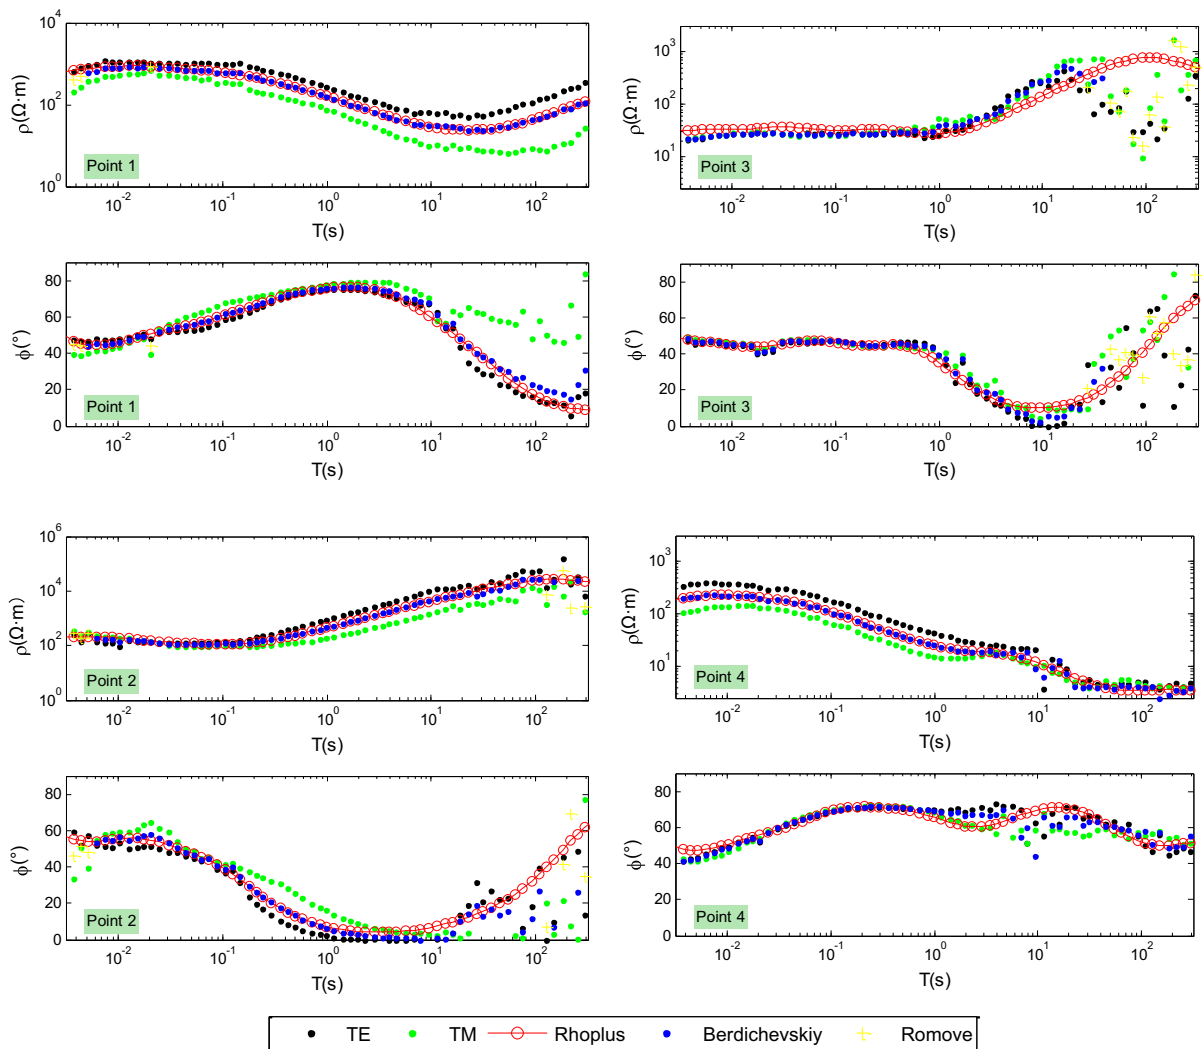 10^4
10^2
10^0
ρ(Ω·m)
Point 1
10^-2 10^-1 10^0 10^1 10^2
T(s)
10^3
10^2
10^1
ρ(Ω·m)
Point 3
10^-2 10^-1 10^0 10^1 10^2
T(s)
80
60
40
20
0
ϕ(°)
Point 1
10^-2 10^-1 10^0 10^1 10^2
T(s)
80
60
40
20
0
ϕ(°)
Point 3
10^-2 10^-1 10^0 10^1 10^2
T(s)
10^6
10^4
10^2
10^0
ρ(Ω·m)
Point 2
10^-2 10^-1 10^0 10^1 10^2
T(s)
10^3
10^2
10^1
ρ(Ω·m)
Point 4
10^-2 10^-1 10^0 10^1 10^2
T(s)
80
60
40
20
0
ϕ(°)
Point 2
10^-2 10^-1 10^0 10^1 10^2
T(s)
80
60
40
20
0
ϕ(°)
Point 4
10^-2 10^-1 10^0 10^1 10^2
T(s)
TE TM Rhoplus Berdichevskiy Romove